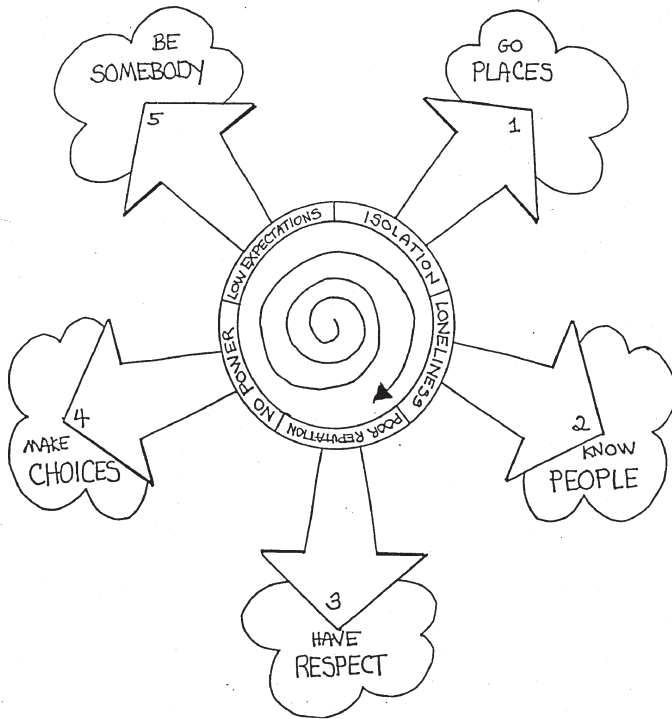 BE
SOMEBODY
5
GO
PLACES
1
LOW EXPECTATIONS
ISOLATION
LONELINESS
POOR REPUTATION
NO POWER
4
MAKE
CHOICES
2
KNOW
PEOPLE
3
HAVE
RESPECT